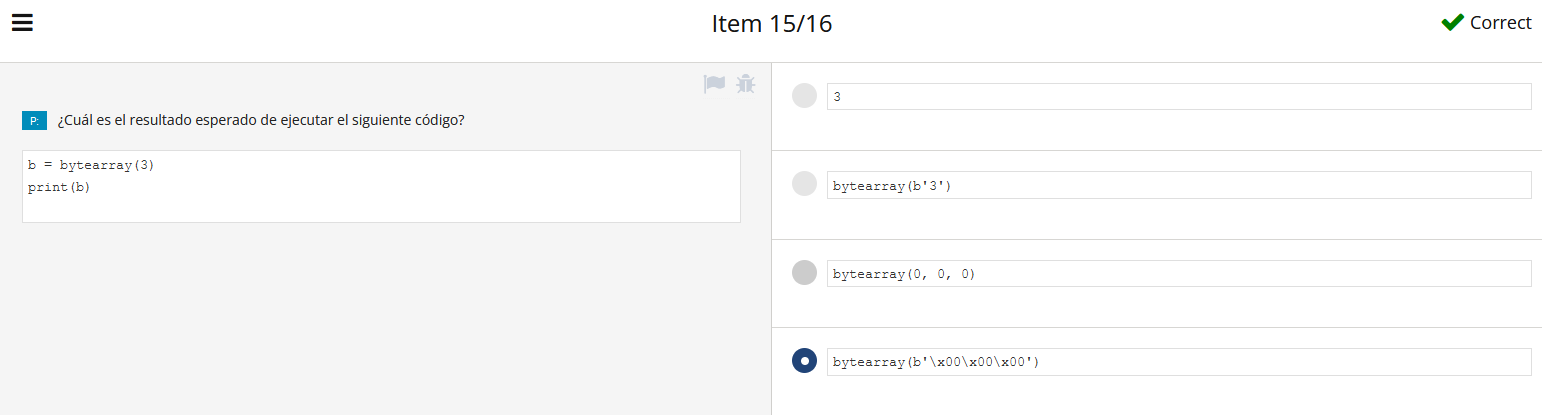 Item 15/16
Correct
P:
¿Cuál es el resultado esperado de ejecutar el siguiente código?
b = bytearray(3)
print(b)
3
bytearray(b'3')
bytearray(0, 0, 0)
bytearray(b'\x00\x00\x00')